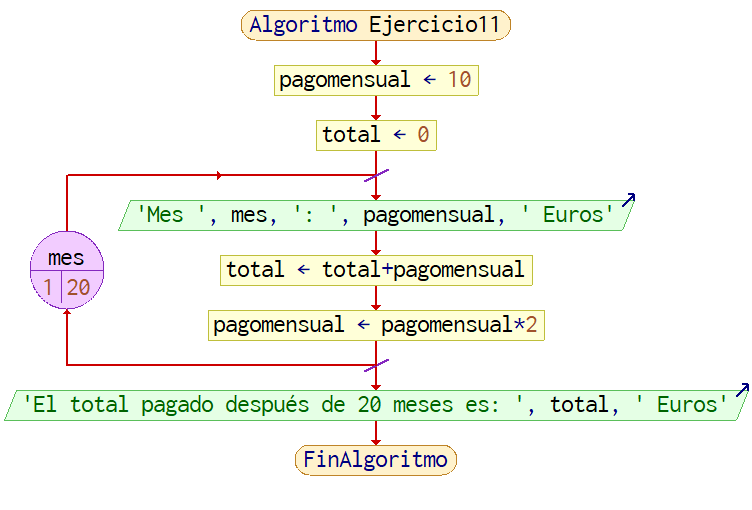 Algoritmo Ejercicio11
pagomensual ← 10
total ← 0
'Mes ', mes, ': ', pagomensual, ' Euros'
mes
1 20
total ← total+pagomensual
pagomensual ← pagomensual*2
'El total pagado después de 20 meses es: ', total, ' Euros'
FinAlgoritmo